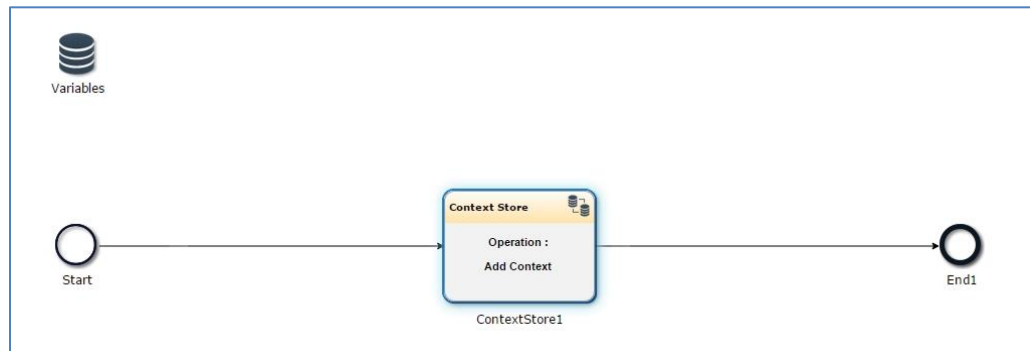 Variables
Context Store
Operation :
Add Context
Start
End1
ContextStore1